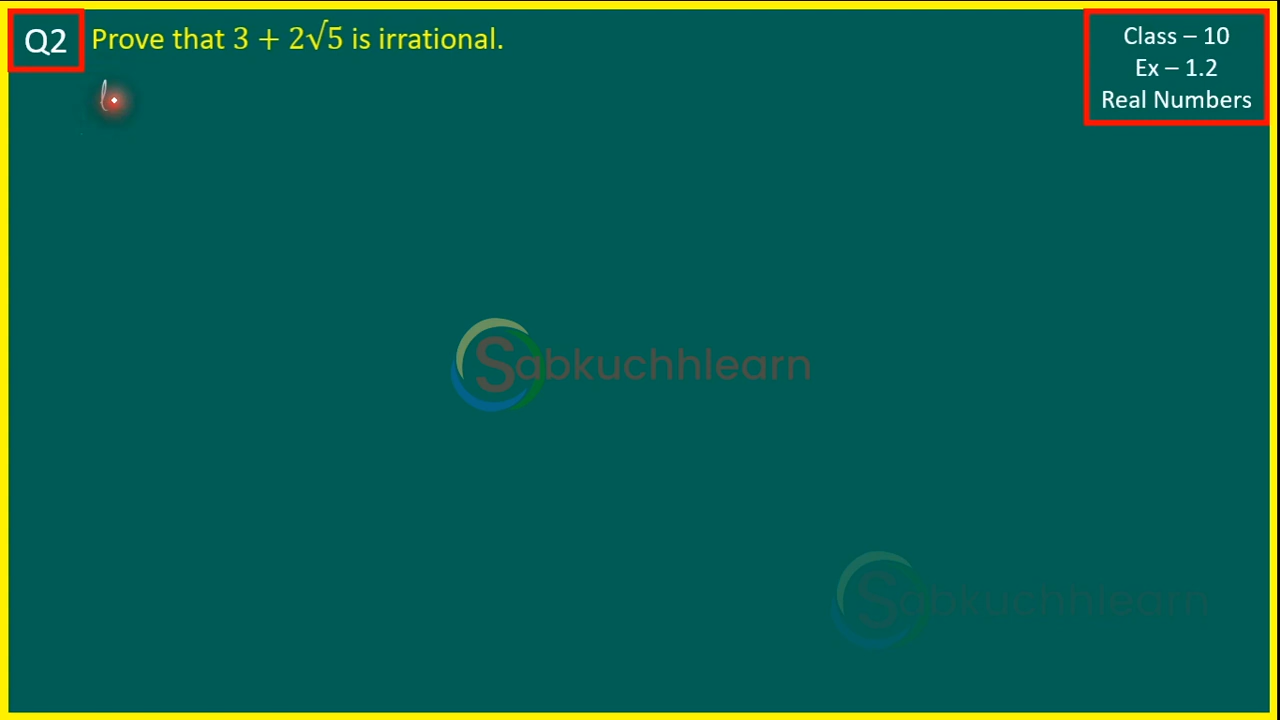 Q2 Prove that 3 + 2√5 is irrational.
Class – 10
Ex – 1.2
Real Numbers
Sabkuchhlearn
Sabkuchhlearn